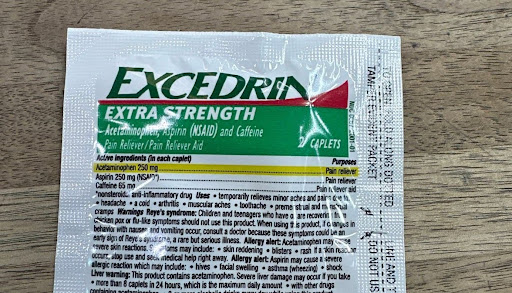 EXCEDRIN
EXTRA STRENGTH
Acetaminophen, Aspirin (NSAID) and Caffeine
Pain Reliever/Pain Reliever Aid
2 CAPLETS
Active ingredients (in each caplet) Purposes
Acetaminophen 250 mg Pain reliever
Aspirin 250 mg (NSAID*) Pain reliever
Caffeine 65 mg Pain reliever aid
*nonsteroidal anti-inflammatory drug Uses • temporarily relieves minor aches and pains due to:
• headache • a cold • arthritis • muscular aches • toothache • premenstrual and menstrual
cramps Warnings Reye's syndrome: Children and teenagers who have or are recovering
chicken pox or flu-like symptoms should not use this product. When using this product, if changes in
behavior with nausea and vomiting occur, consult a doctor because these symptoms could be an
early sign of Reye's syndrome, a rare but serious illness. Allergy alert: Acetaminophen may
severe skin reactions. Symptoms may include: • skin reddening • blisters • rash If a skin
occurs, stop use and seek medical help right away. Allergy alert: Aspirin may cause a severe
allergic reaction which may include: • hives • facial swelling • asthma (wheezing) • shock
Liver warning: This product contains acetaminophen. Severe liver damage may occur if you take
• more than 8 caplets in 24 hours, which is the maximum daily amount • with other drugs
containing acetaminophen
TAMPER
PACKET
DO NOT US